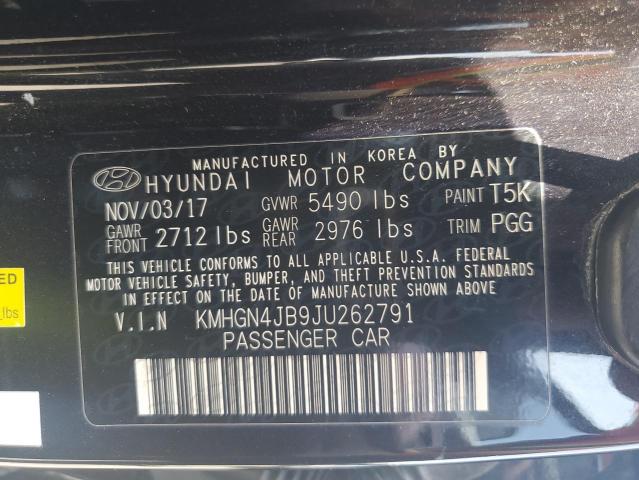 MANUFACTURED IN KOREA BY
HYUNDAI MOTOR COMPANY
NOV/03/17 GVWR 5490 lbs PAINT T5K
GAWR FRONT 2712 lbs GAWR REAR 2976 lbs TRIM PGG
THIS VEHICLE CONFORMS TO ALL APPLICABLE U.S.A. FEDERAL
MOTOR VEHICLE SAFETY, BUMPER, AND THEFT PREVENTION STANDARDS
IN EFFECT ON THE DATE OF MANUFACTURE SHOWN ABOVE.
V.I.N KMHGN4JB9JU262791
PASSENGER CAR
lbs